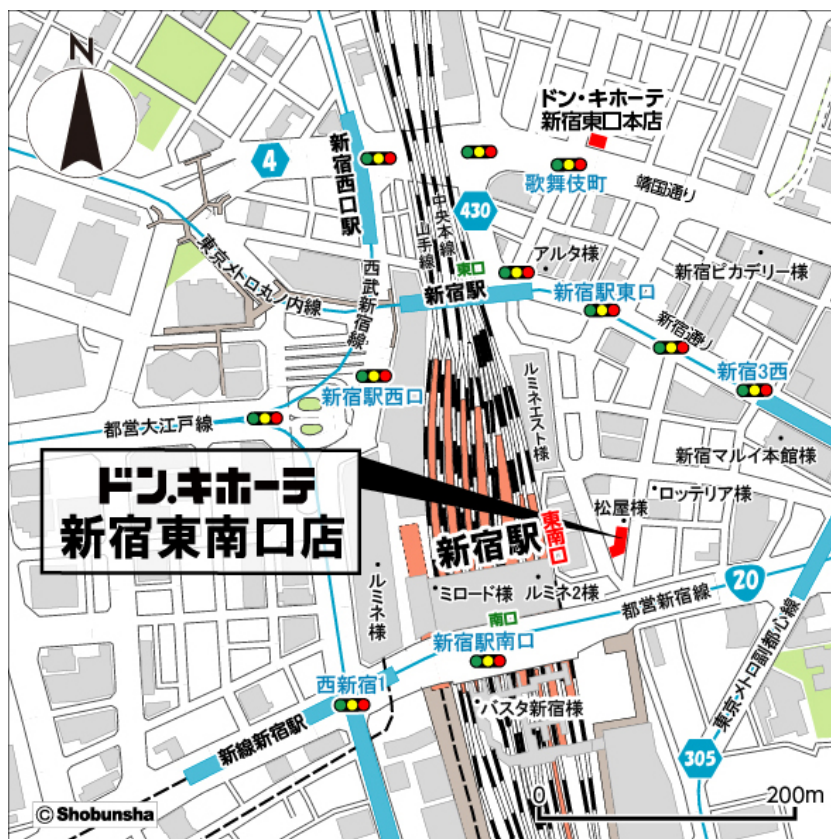 N
ドン・キホーテ
新宿東口本店
4
新宿西口駅
歌舞伎町
靖国通り
430
中央本線
山手線
アルタ様
新宿ピカデリー様
東口
新宿駅
新宿駅東口
東京メトロ丸ノ内線
西武新宿線
新宿通り
新宿3西
新宿駅西口
ルミネエスト様
都営大江戸線
新宿マルイ本館様
ドン.キホーテ
新宿東南口店
ロッテリア様
松屋様
新宿駅
東南口
20
ルミネ様
ミロード様
ルミネ2様
都営新宿線
南口
新宿駅南口
東京メトロ副都心線
西新宿1
バスタ新宿様
新線新宿駅
305
0
200m
© Shobunsha